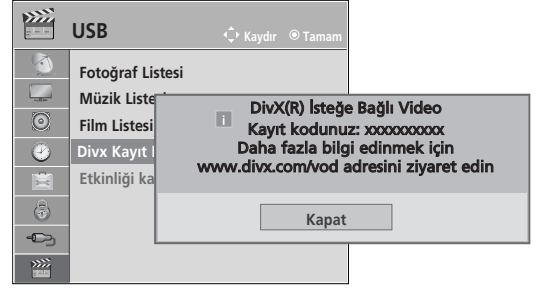 USB
Kaydır Tamam
Fotoğraf Listesi
Müzik Liste
Film Listesi
Divx Kayıt
Etkinliği ka
i
DivX(R) İsteğe Bağlı Video
Kayıt kodunuz: xxxxxxxxxx
Daha fazla bilgi edinmek için
www.divx.com/vod adresini ziyaret edin
Kapat